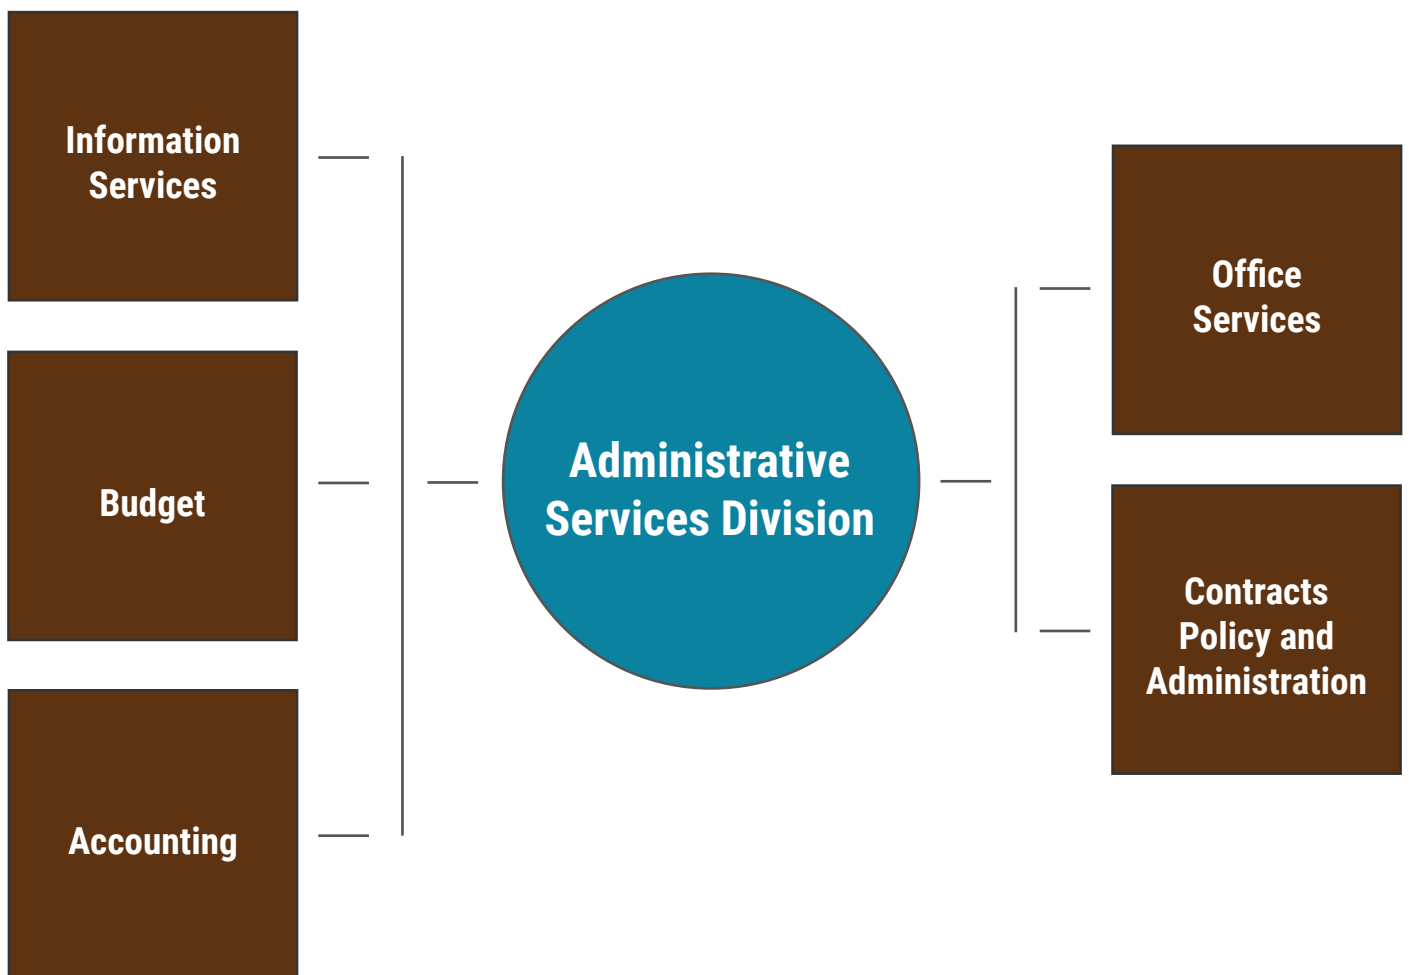 Information
Services
Budget
Accounting
Administrative
Services Division
Office
Services
Contracts
Policy and
Administration